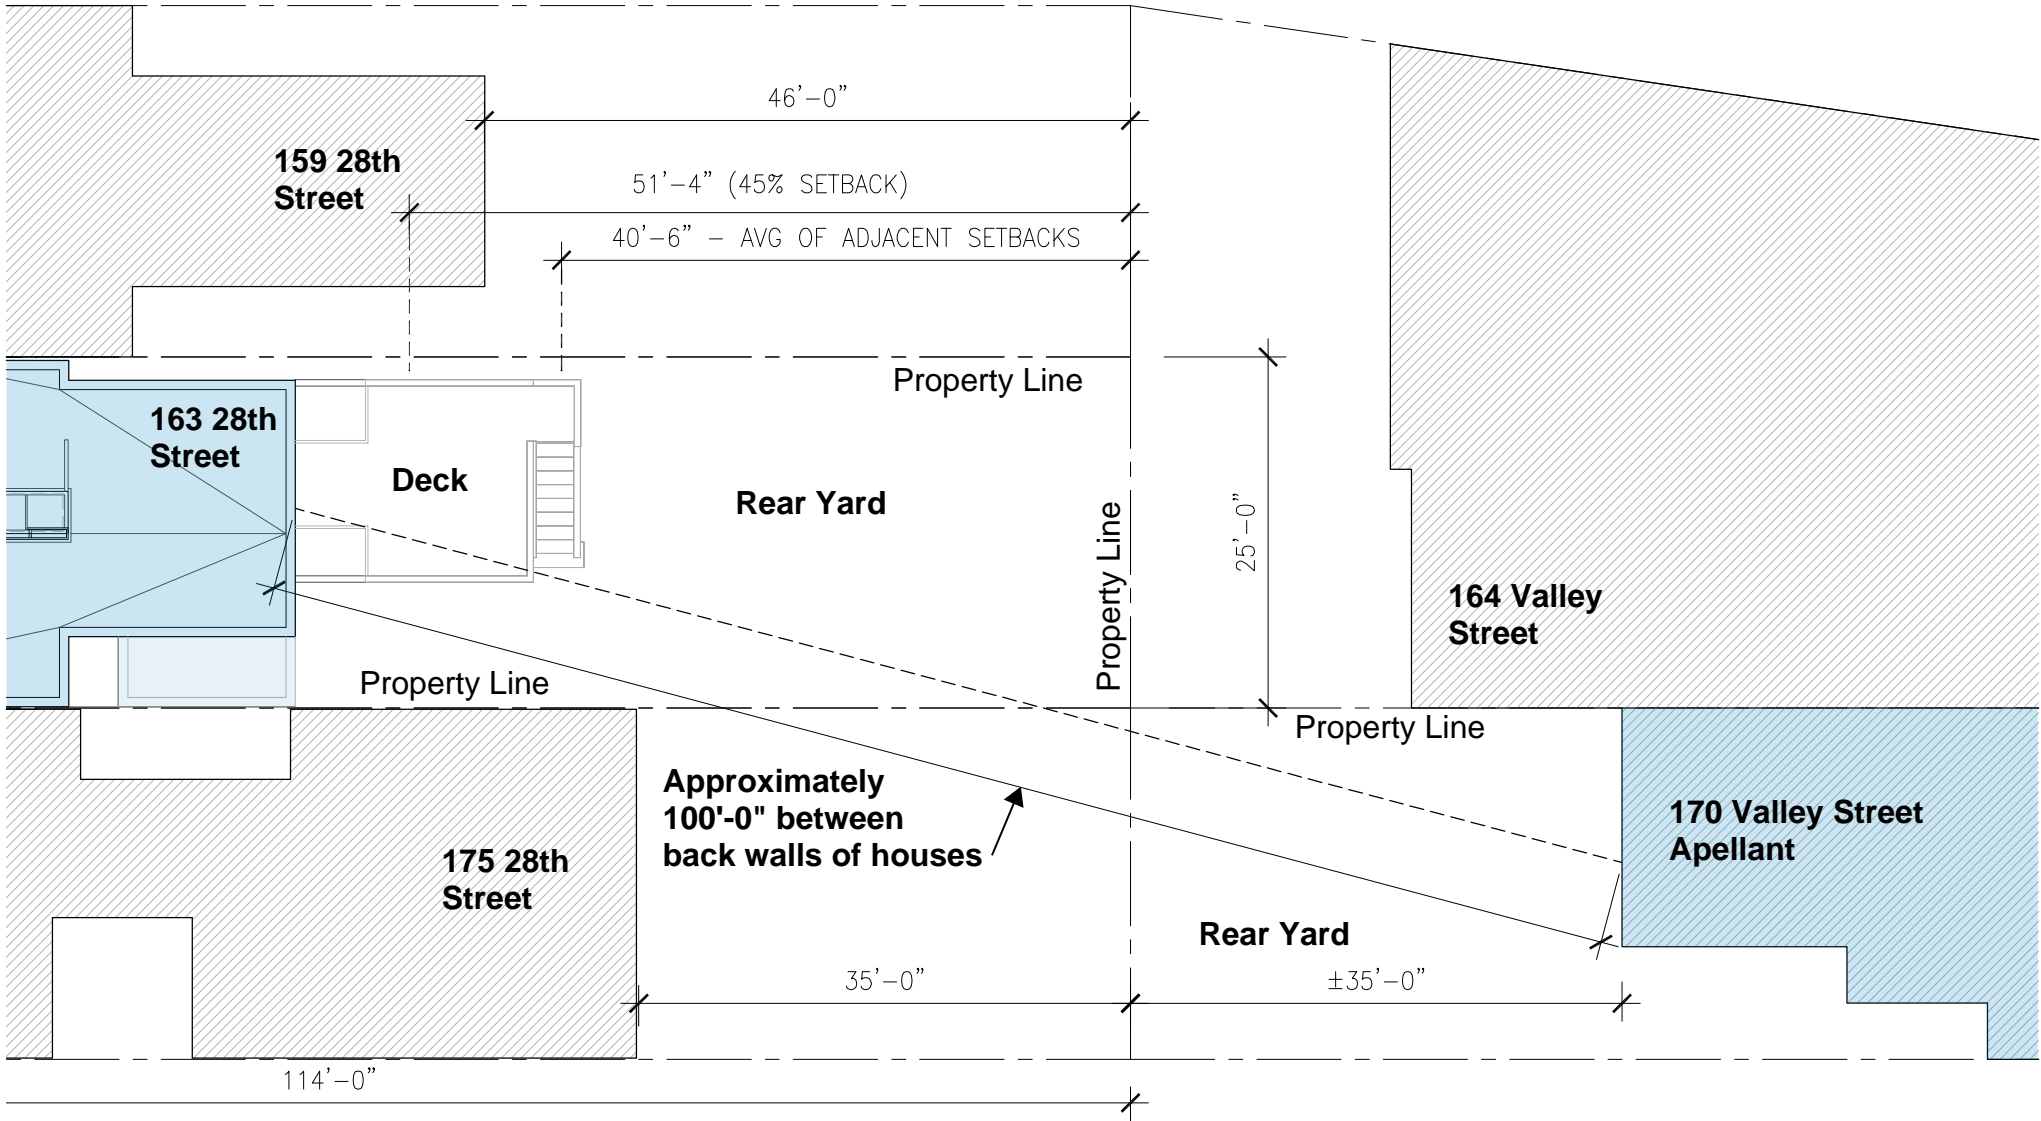 46'-0"
159 28th
Street
51'-4" (45% SETBACK)
40'-6" - AVG OF ADJACENT SETBACKS
Property Line
163 28th
Street
Deck
Rear Yard
Property Line
25'-0"
164 Valley
Street
Property Line
Property Line
Approximately
100'-0" between
back walls of houses
170 Valley Street
Apellant
175 28th
Street
Rear Yard
35'-0"
±35'-0"
114'-0"